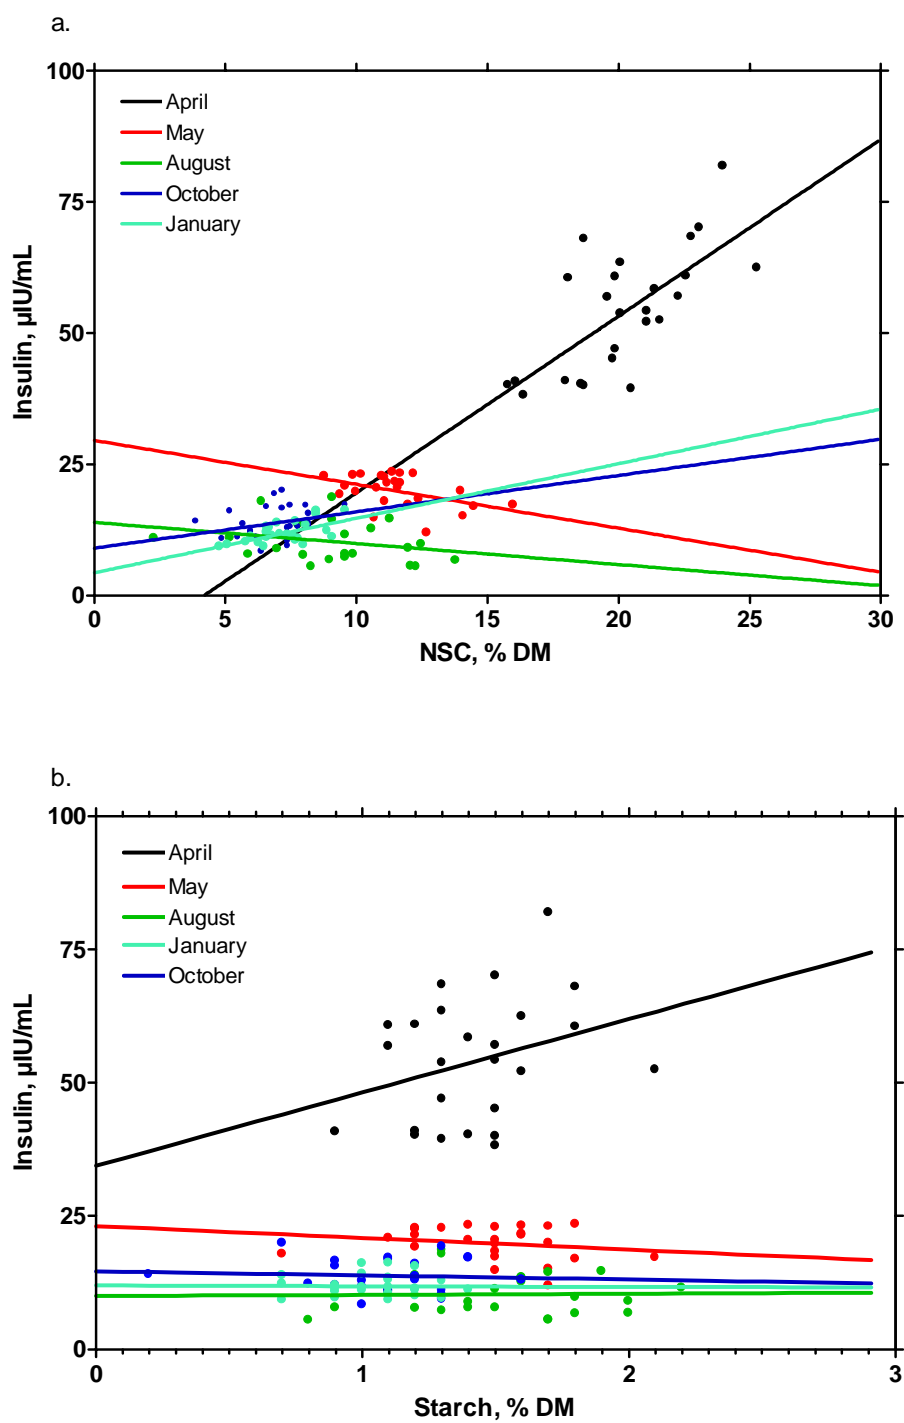 a.
100
75
50
25
0
Insulin, µIU/mL
April
May
August
October
January
0 5 10 15 20 25 30
NSC, % DM
b.
100
75
50
25
0
Insulin, µIU/mL
April
May
August
January
October
0 1 2 3
Starch, % DM